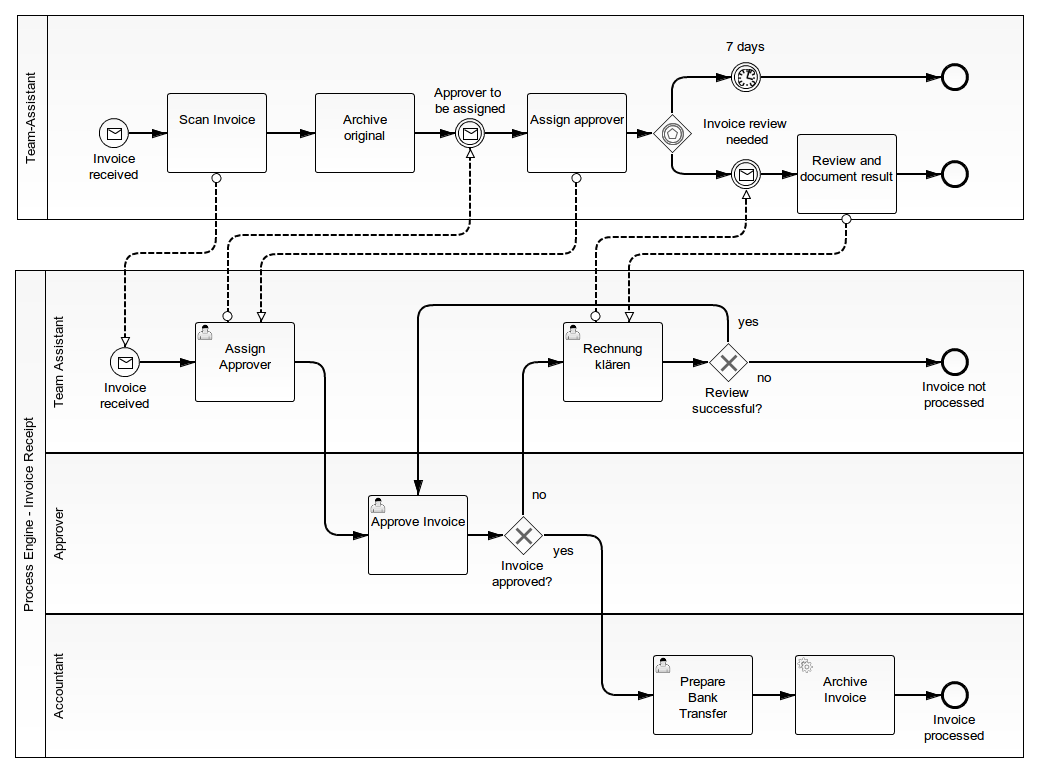 Team-Assistant
7 days
Approver to
be assigned
Scan Invoice
Archive
original
Assign approver
Invoice review
needed
Review and
document result
Invoice
received
Process Engine - Invoice Receipt
Team Assistant
yes
Assign
Approver
Rechnung
klären
no
Invoice
received
Review
successful?
Invoice not
processed
Approver
no
Approve Invoice
yes
Invoice
approved?
Accountant
Prepare
Bank
Transfer
Archive
Invoice
Invoice
processed